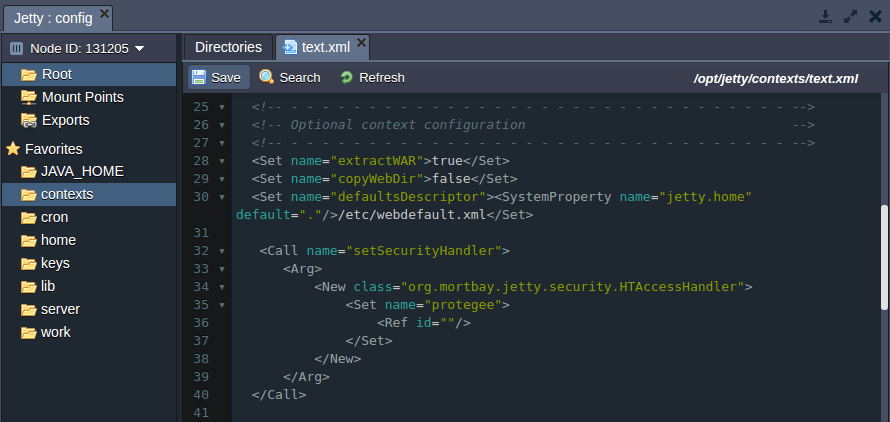 Jetty : config
Node ID: 131205
Root
Mount Points
Exports
Favorites
JAVA_HOME
contexts
cron
home
keys
lib
server
work
Directories
text.xml
Save
Search
Refresh
/opt/jetty/contexts/text.xml
25 <!-- - - - - - - - - - - - - - - - - - - - - - - - - - - - - - - - - - -->
26 <!-- Optional context configuration -->
27 <!-- - - - - - - - - - - - - - - - - - - - - - - - - - - - - - - - - - -->
28 <Set name="extractWAR">true</Set>
29 <Set name="copyWebDir">false</Set>
30 <Set name="defaultsDescriptor"><SystemProperty name="jetty.home"
default="."/>/etc/webdefault.xml</Set>
31
32 <Call name="setSecurityHandler">
33 <Arg>
34 <New class="org.mortbay.jetty.security.HTAccessHandler">
35 <Set name="protegee">
36 <Ref id=""/>
37 </Set>
38 </New>
39 </Arg>
40 </Call>
41